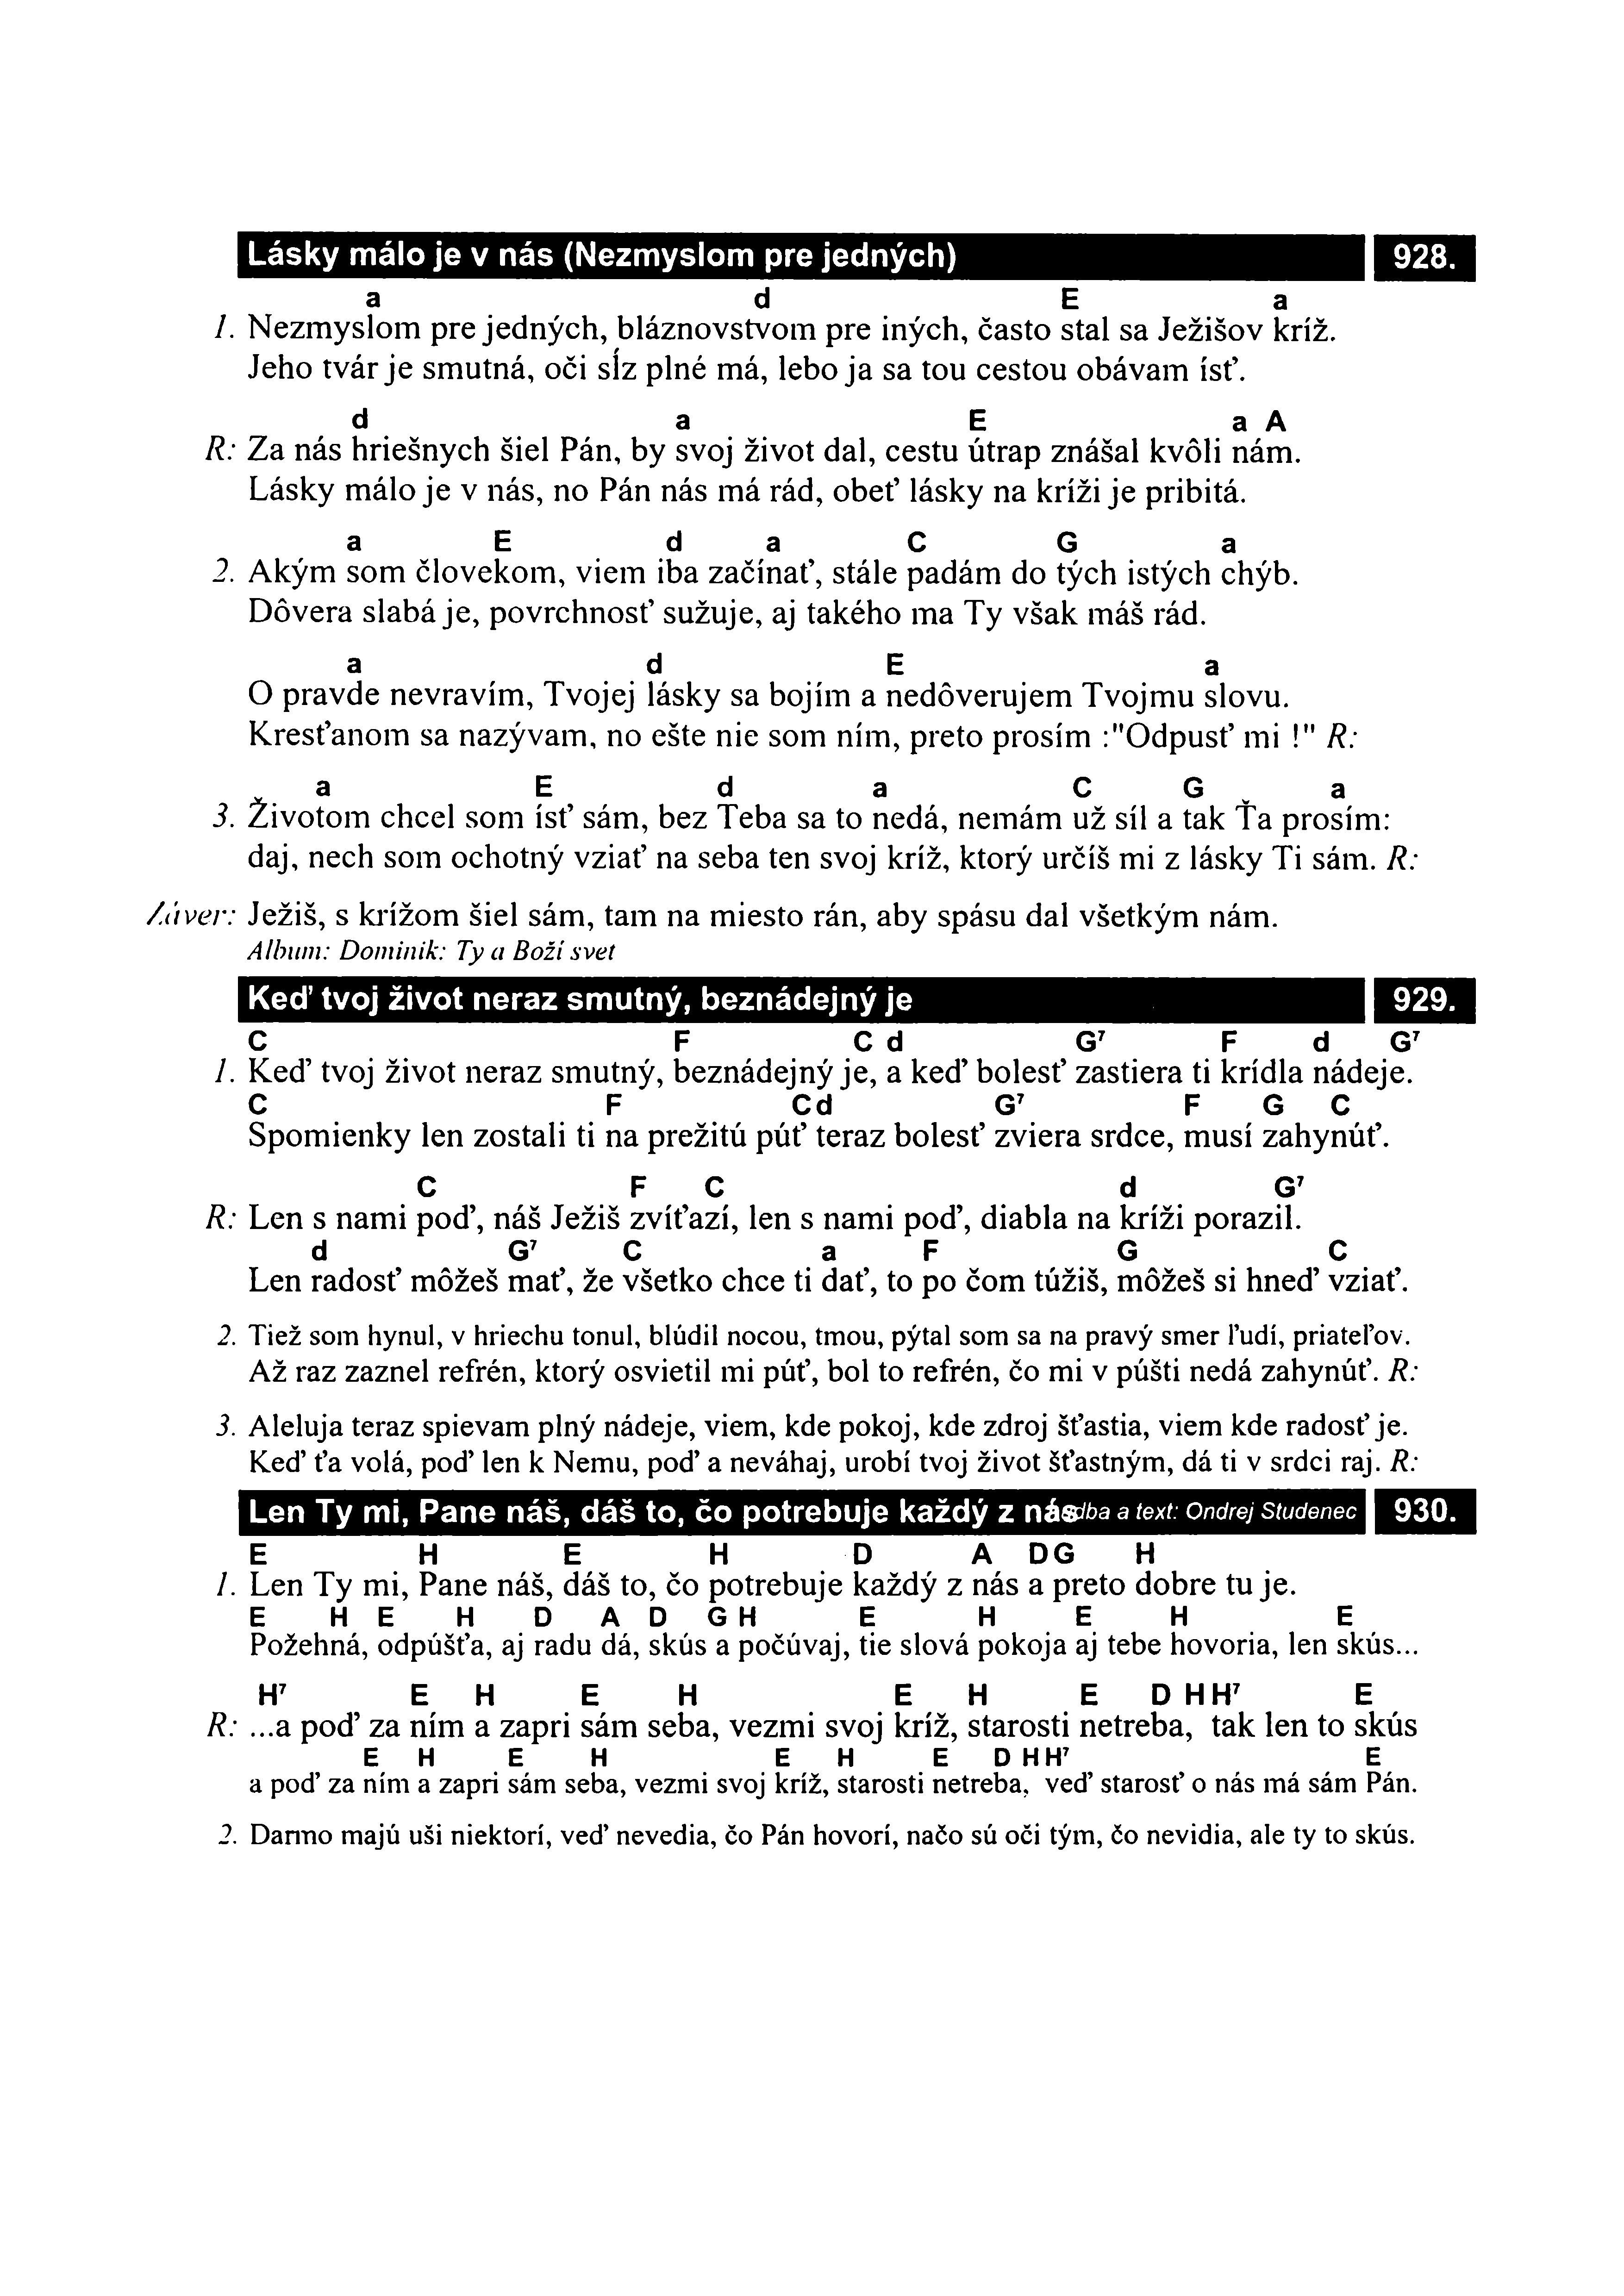 Lásky málo je v nás (Nezmyslom pre jedných) 928.
a d E a
1. Nezmyslom pre jedných, bláznovstvom pre iných, často stal sa Ježišov kríž.
Jeho tvár je smutná, oči sĺz plné má, lebo ja sa tou cestou obávam ísť.
d a E a A
R: Za nás hriešnych šiel Pán, by svoj život dal, cestu útrap znášal kvôli nám.
Lásky málo je v nás, no Pán nás má rád, obeť lásky na kríži je pribitá.
a E d a C G a
2. Akým som človekom, viem iba začínať, stále padám do tých istých chýb.
Dôvera slabá je, povrchnosť sužuje, aj takého ma Ty však máš rád.
a d E a
O pravde nevravím, Tvojej lásky sa bojím a nedôverujem Tvojmu slovu.
Kresťanom sa nazývam, no ešte nie som ním, preto prosím :"Odpusť mi !" R:
a E d a C G a
3. Životom chcel som ísť sám, bez Teba sa to nedá, nemám už síl a tak Ťa prosím:
daj, nech som ochotný vziať na seba ten svoj kríž, ktorý určíš mi z lásky Ti sám. R:
Záver: Ježiš, s krížom šiel sám, tam na miesto rán, aby spásu dal všetkým nám.
Album: Dominik: Ty a Boží svet
Keď tvoj život neraz smutný, beznádejný je 929.
C F C d G⁷ F d G⁷
1. Keď tvoj život neraz smutný, beznádejný je, a keď bolesť zastiera ti krídla nádeje.
C F C d G⁷ F G C
Spomienky len zostali ti na prežitú púť teraz bolesť zviera srdce, musí zahynúť.
C F C d G⁷
R: Len s nami poď, náš Ježiš zvíťazí, len s nami poď, diabla na kríži porazil.
d G⁷ C a F G C
Len radosť môžeš mať, že všetko chce ti dať, to po čom túžiš, môžeš si hneď vziať.
2. Tiež som hynul, v hriechu tonul, blúdil nocou, tmou, pýtal som sa na pravý smer ľudí, priateľov.
Až raz zaznel refrén, ktorý osvietil mi púť, bol to refrén, čo mi v púšti nedá zahynúť. R:
3. Aleluja teraz spievam plný nádeje, viem, kde pokoj, kde zdroj šťastia, viem kde radosť je.
Keď ťa volá, poď len k Nemu, poď a neváhaj, urobí tvoj život šťastným, dá ti v srdci raj. R:
Len Ty mi, Pane náš, dáš to, čo potrebuje každý z nás dba a text: Ondrej Studenec 930.
E H E H D A D G H
1. Len Ty mi, Pane náš, dáš to, čo potrebuje každý z nás a preto dobre tu je.
E H E H D A D G H E H E H E
Požehná, odpúšťa, aj radu dá, skús a počúvaj, tie slová pokoja aj tebe hovoria, len skús...
H⁷ E H E H E H E D H H⁷ E
R: ...a poď za ním a zapri sám seba, vezmi svoj kríž, starosti netreba, tak len to skús
E H E H E H E D H H⁷ E
a poď za ním a zapri sám seba, vezmi svoj kríž, starosti netreba, veď starosť o nás má sám Pán.
2. Darmo majú uši niektorí, veď nevedia, čo Pán hovorí, načo sú oči tým, čo nevidia, ale ty to skús.